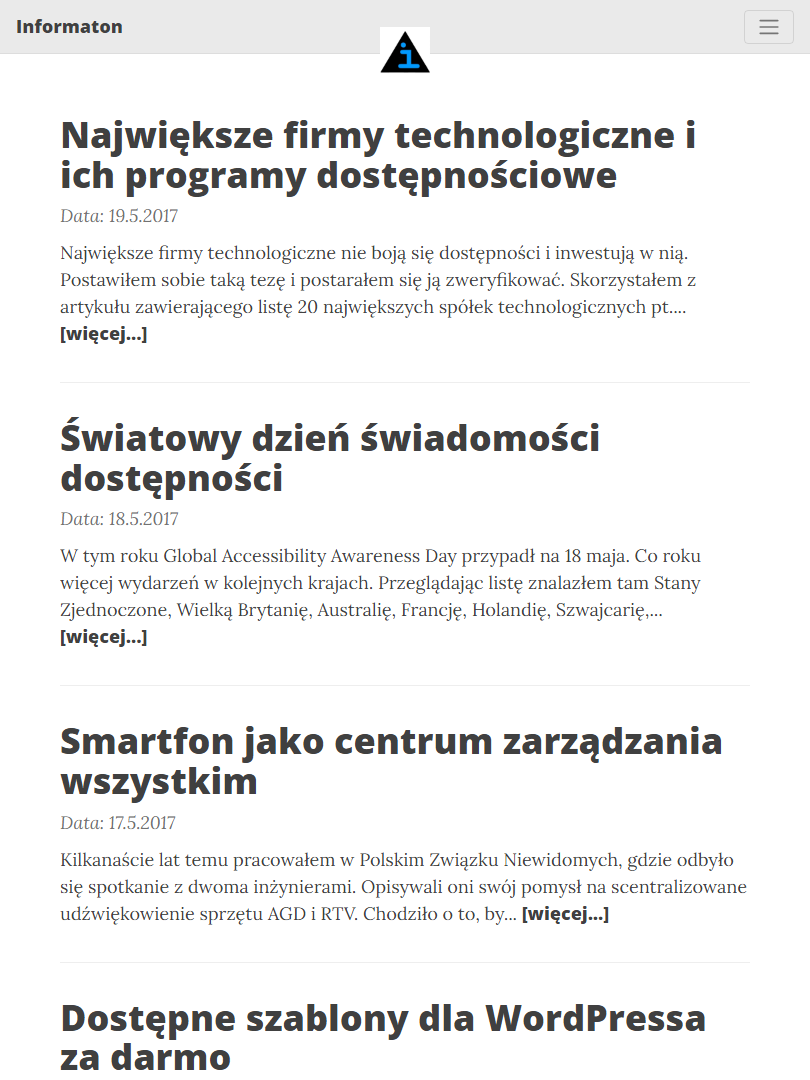 Informaton
i
Największe firmy technologiczne i
ich programy dostępnościowe
Data: 19.5.2017
Największe firmy technologiczne nie boją się dostępności i inwestują w nią.
Postawiłem sobie taką tezę i postarałem się ją zweryfikować. Skorzystałem z
artykułu zawierającego listę 20 największych spółek technologicznych pt....
[więcej...]
Światowy dzień świadomości
dostępności
Data: 18.5.2017
W tym roku Global Accessibility Awareness Day przypadł na 18 maja. Co roku
więcej wydarzeń w kolejnych krajach. Przeglądając listę znalazłem tam Stany
Zjednoczone, Wielką Brytanię, Australię, Francję, Holandię, Szwajcarię,...
[więcej...]
Smartfon jako centrum zarządzania
wszystkim
Data: 17.5.2017
Kilkanaście lat temu pracowałem w Polskim Związku Niewidomych, gdzie odbyło
się spotkanie z dwoma inżynierami. Opisywali oni swój pomysł na scentralizowane
udźwiękowienie sprzętu AGD i RTV. Chodziło o to, by... [więcej...]
Dostępne szablony dla WordPressa
za darmo